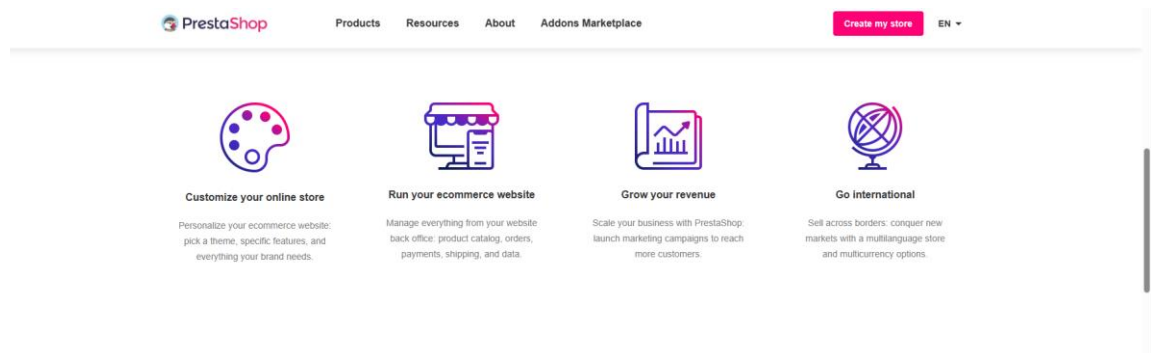 PrestaShop
Products
Resources
About
Addons Marketplace
Create my store
EN
Customize your online store
Personalize your ecommerce website:
pick a theme, specific features, and
everything your brand needs.
Run your ecommerce website
Manage everything from your website
back office: product catalog, orders,
payments, shipping, and data.
Grow your revenue
Scale your business with PrestaShop:
launch marketing campaigns to reach
more customers.
Go international
Sell across borders: conquer new
markets with a multilanguage store
and multicurrency options.